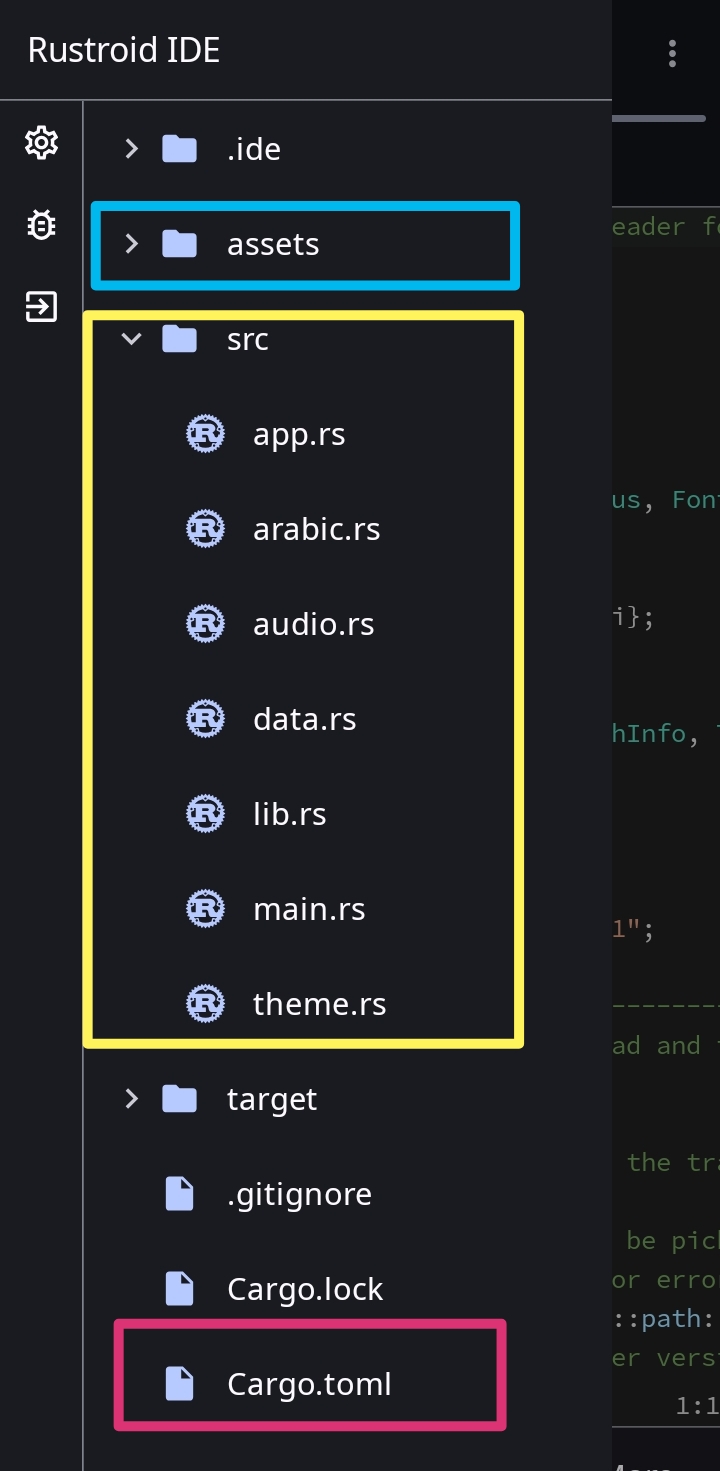 Rustroid IDE
.ide
assets
eader fo
src
app.rs
us, Font
arabic.rs
i};
audio.rs
data.rs
hInfo,
lib.rs
main.rs
1";
theme.rs
ad and
target
the tra
.gitignore
be pick
Cargo.lock
or erro
::path:
er vers
Cargo.toml
1:1